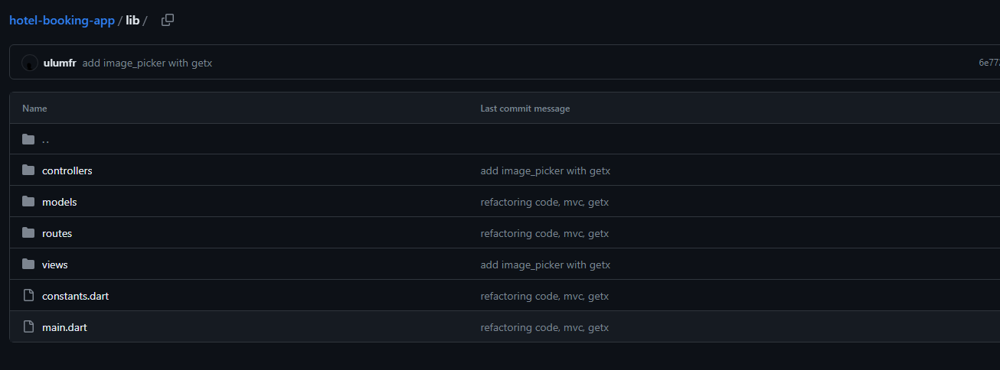 hotel-booking-app / lib /
ulumfr add image_picker with getx 6e77
Name Last commit message
..
controllers add image_picker with getx
models refactoring code, mvc, getx
routes refactoring code, mvc, getx
views add image_picker with getx
constants.dart refactoring code, mvc, getx
main.dart refactoring code, mvc, getx